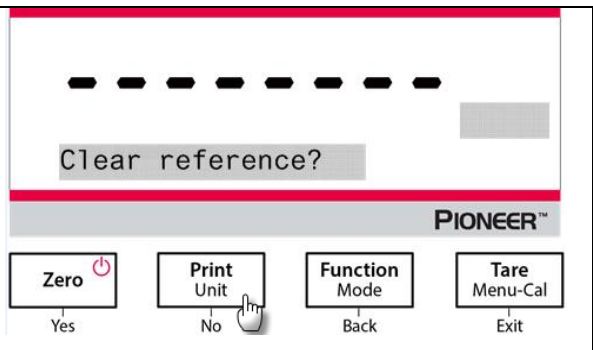 Clear reference?
PIONEER™
Zero Print Function Tare
Unit Mode Menu-Cal
Yes No Back Exit